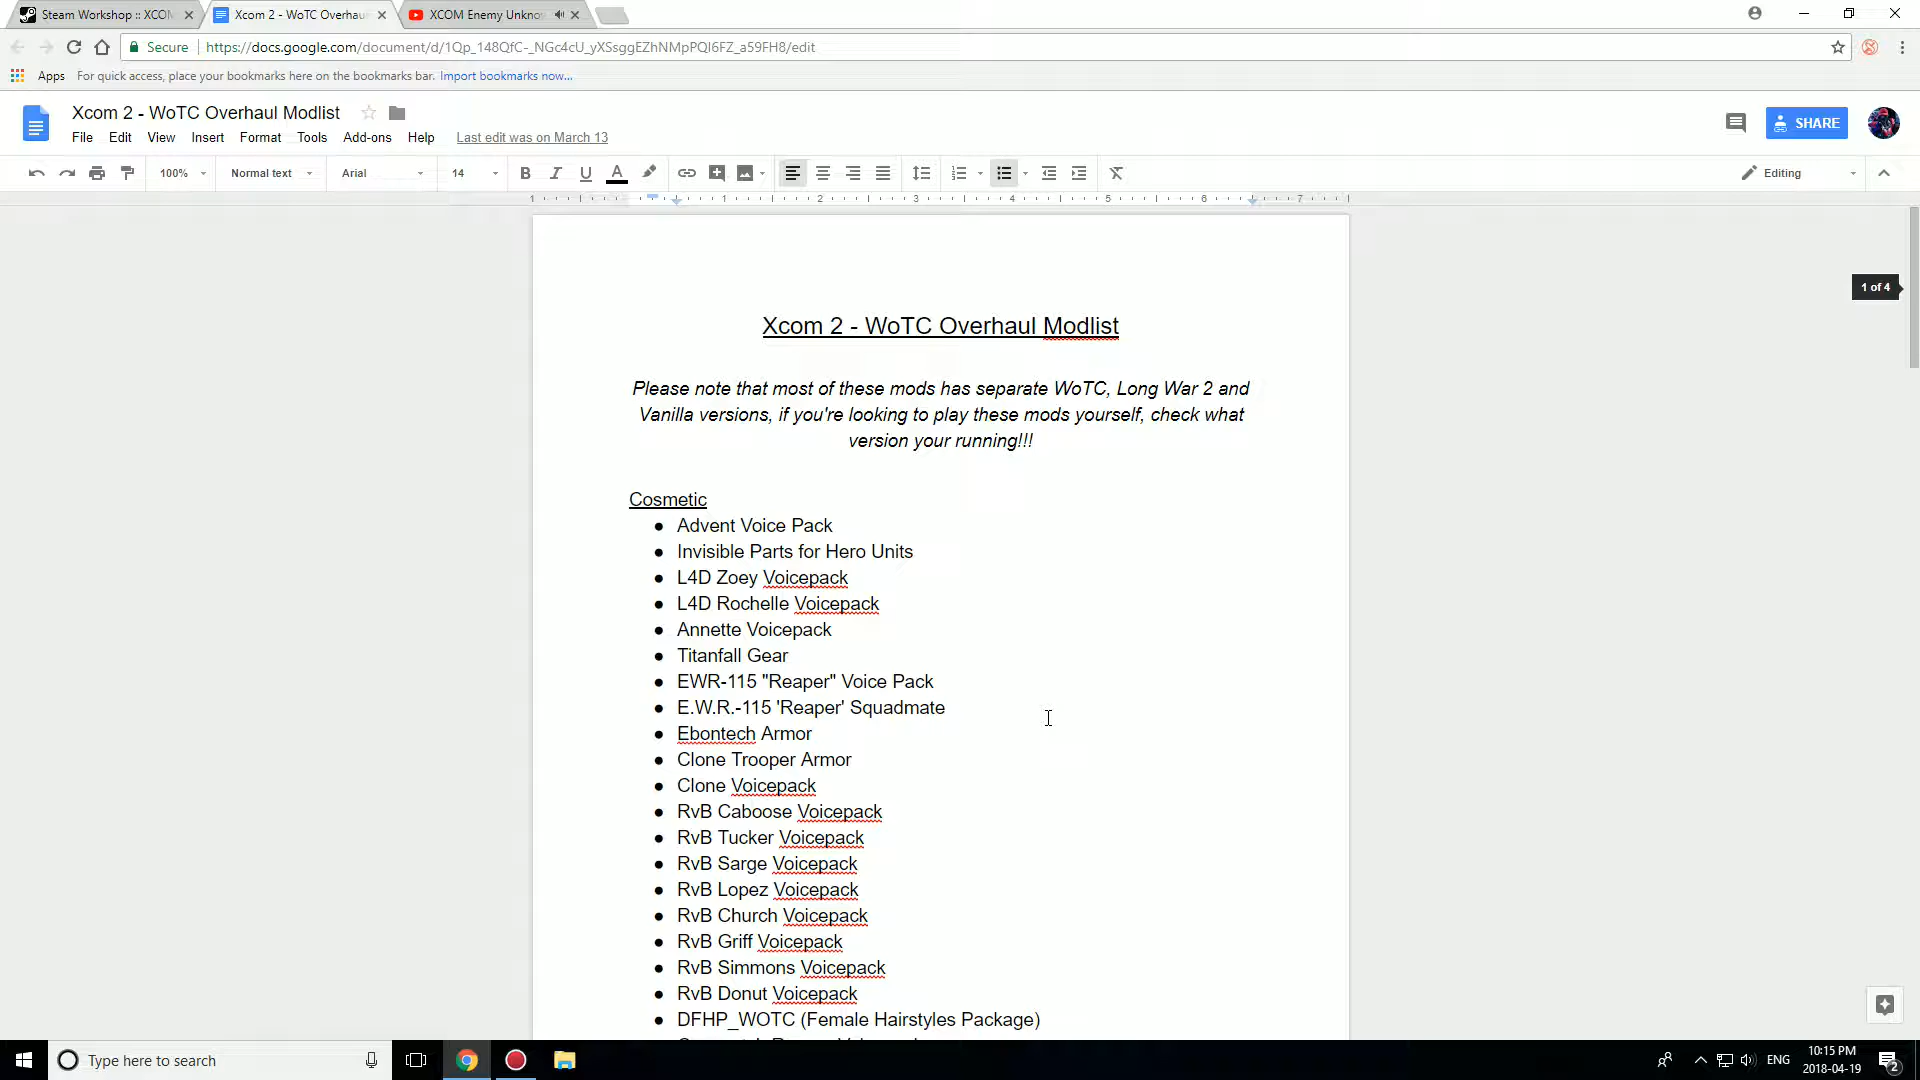 Steam Workshop :: XCOM
Xcom 2 - WoTC Overhau
XCOM Enemy Unkno
Secure
https://docs.google.com/document/d/1Qp_148QfC-_NGc4cU_yXSsggEZhNMpPQI6FZ_a59FH8/edit
Apps
For quick access, place your bookmarks here on the bookmarks bar. Import bookmarks now...
Xcom 2 - WoTC Overhaul Modlist
File Edit View Insert Format Tools Add-ons Help Last edit was on March 13
SHARE
100% Normal text Arial 14 B I U A Editing
1 1 2 3 4 5 6 7
1 of 4
Xcom 2 - WoTC Overhaul Modlist
Please note that most of these mods has separate WoTC, Long War 2 and
Vanilla versions, if you're looking to play these mods yourself, check what
version your running!!!
Cosmetic
● Advent Voice Pack
● Invisible Parts for Hero Units
● L4D Zoey Voicepack
● L4D Rochelle Voicepack
● Annette Voicepack
● Titanfall Gear
● EWR-115 "Reaper" Voice Pack
● E.W.R.-115 'Reaper' Squadmate
● Ebontech Armor
● Clone Trooper Armor
● Clone Voicepack
● RvB Caboose Voicepack
● RvB Tucker Voicepack
● RvB Sarge Voicepack
● RvB Lopez Voicepack
● RvB Church Voicepack
● RvB Griff Voicepack
● RvB Simmons Voicepack
● RvB Donut Voicepack
● DFHP_WOTC (Female Hairstyles Package)
Type here to search
ENG
10:15 PM
2018-04-19
2